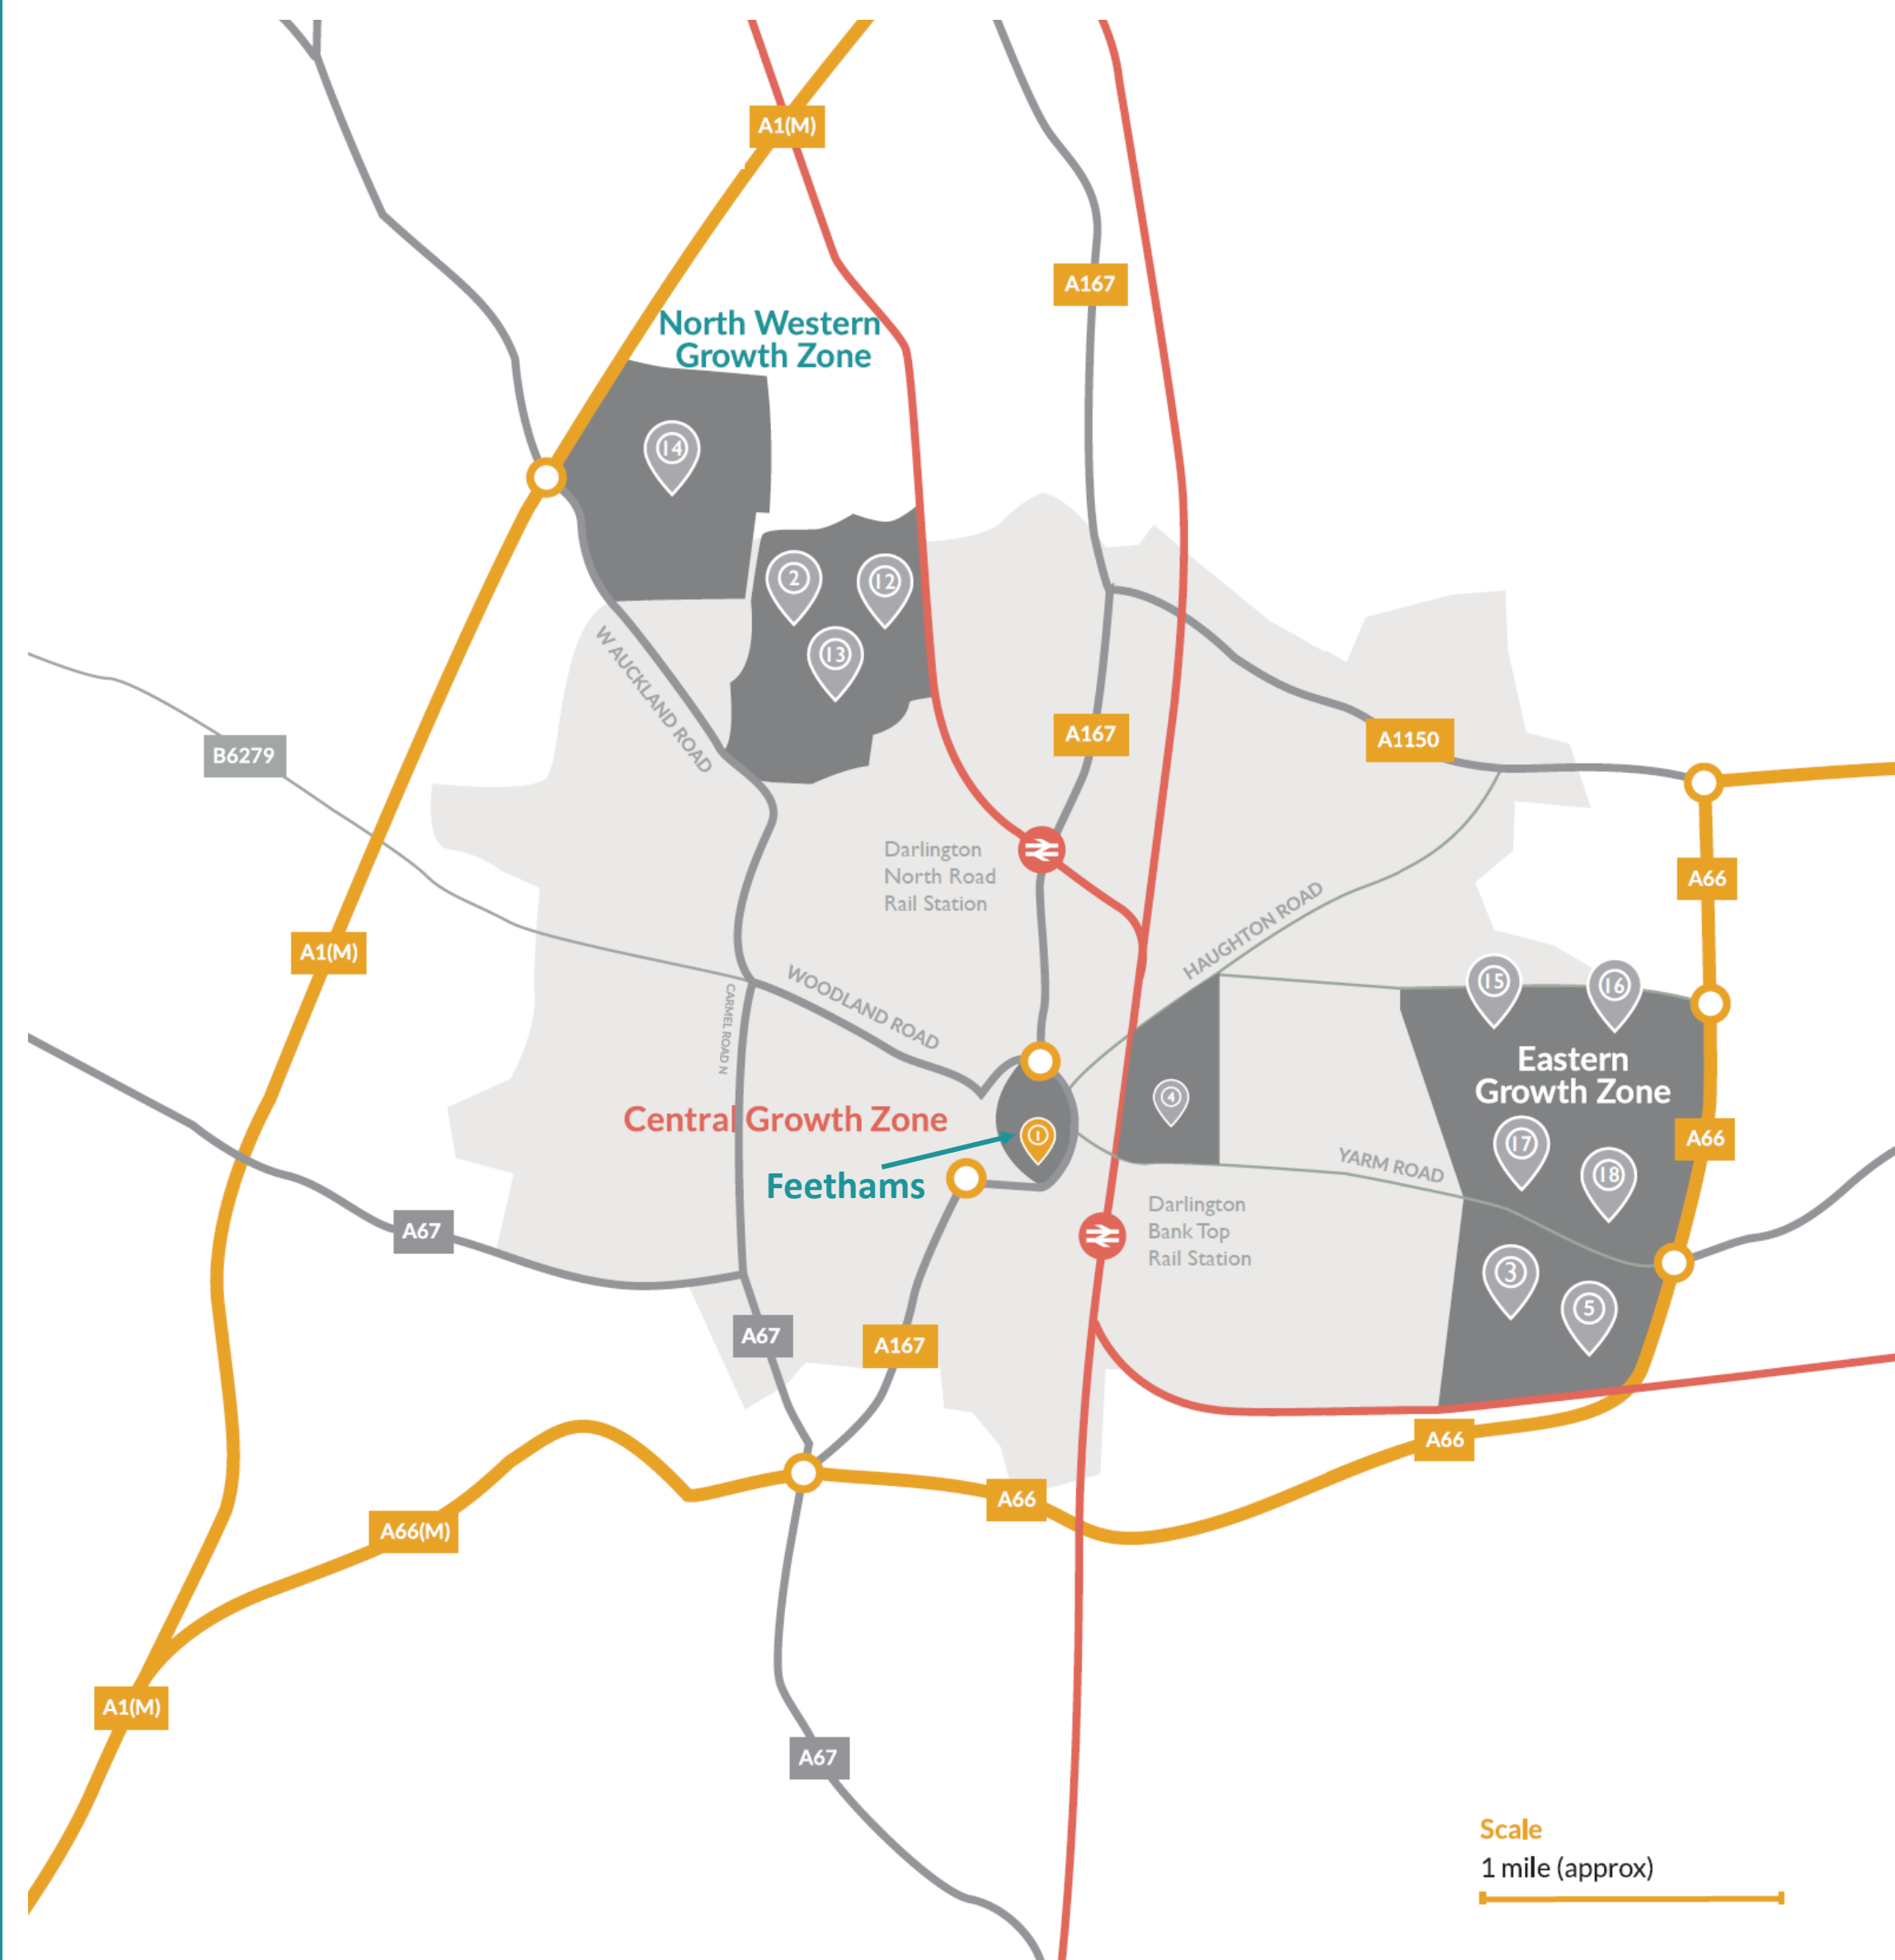 A1(M)
A167
North Western
Growth Zone
14
2
12
13
W AUCKLAND ROAD
A167
A1150
B6279
Darlington
North Road
Rail Station
A66
HAUGHTON ROAD
A1(M)
WOODLAND ROAD
CARMEL ROAD N
15
16
Eastern
Growth Zone
4
Central Growth Zone
1
Feethams
17
18
A66
YARM ROAD
Darlington
Bank Top
Rail Station
A67
3
5
A67
A167
A66
A66
A66(M)
A1(M)
A67
Scale
1 mile (approx)